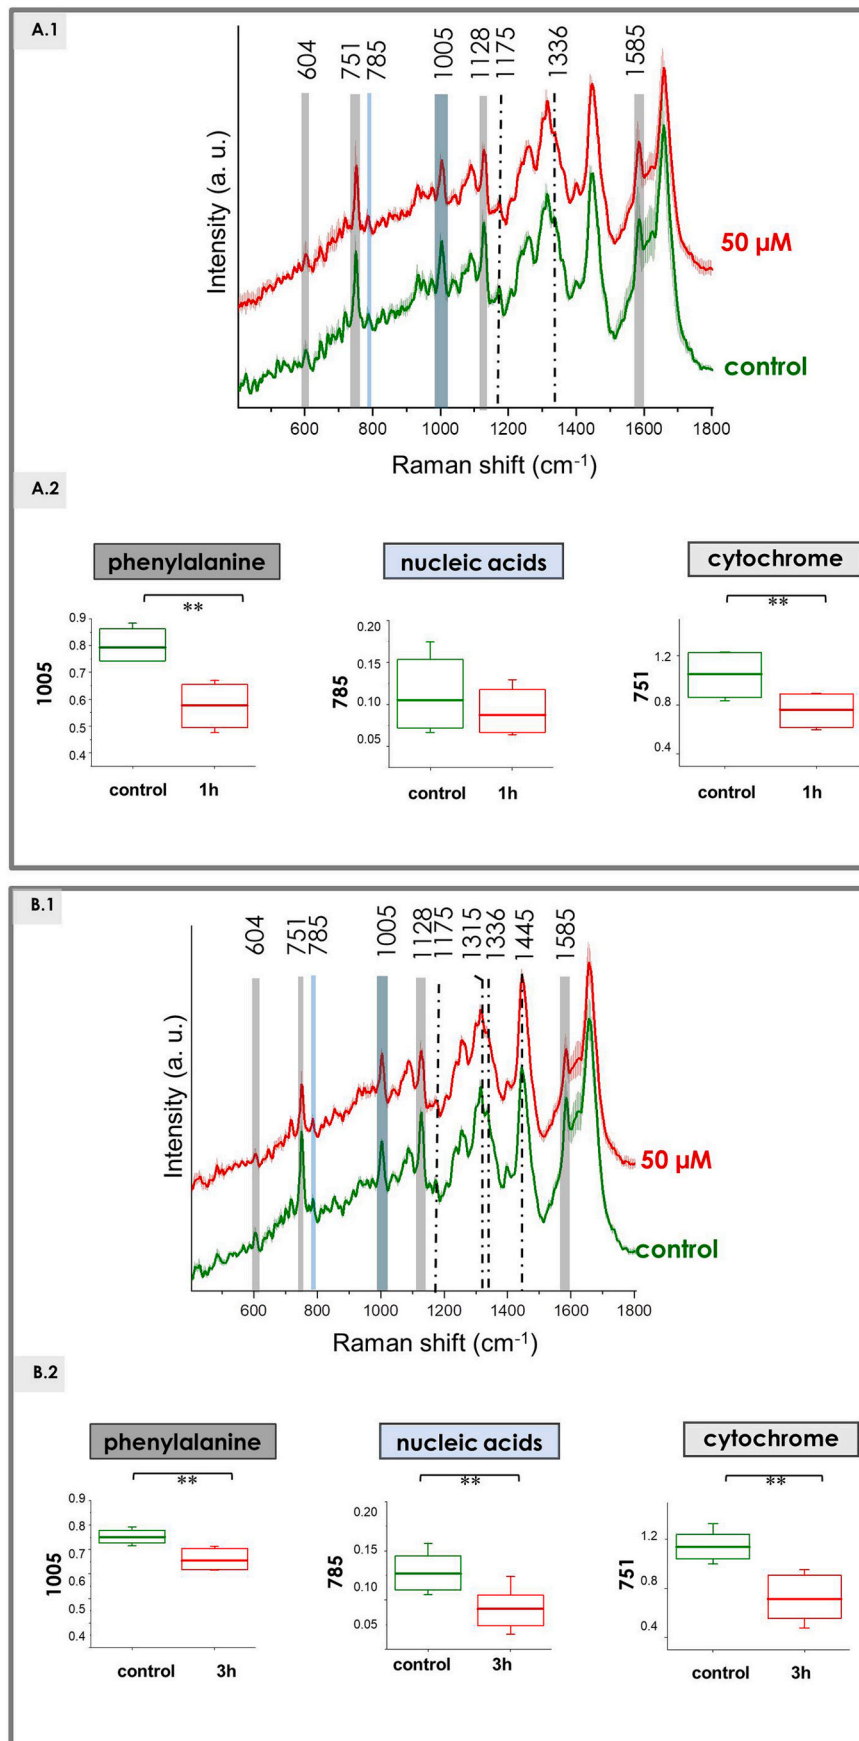 A.1
604 751 785 1005 1128 1175 1336 1585
Intensity (a. u.)
50 µM
control
600 800 1000 1200 1400 1600 1800
Raman shift (cm⁻¹)
A.2
phenylalanine
**
1005
0.9
0.8
0.7
0.6
0.5
0.4
control 1h
nucleic acids
785
0.20
0.15
0.10
0.05
control 1h
cytochrome
**
751
1.2
0.8
0.4
control 1h
B.1
604 751 785 1005 1128 1175 1315 1336 1445 1585
Intensity (a. u.)
50 µM
control
600 800 1000 1200 1400 1600 1800
Raman shift (cm⁻¹)
B.2
phenylalanine
**
1005
0.9
0.8
0.7
0.6
0.5
0.4
control 3h
nucleic acids
**
785
0.20
0.15
0.10
0.05
control 3h
cytochrome
**
751
1.2
0.8
0.4
control 3h